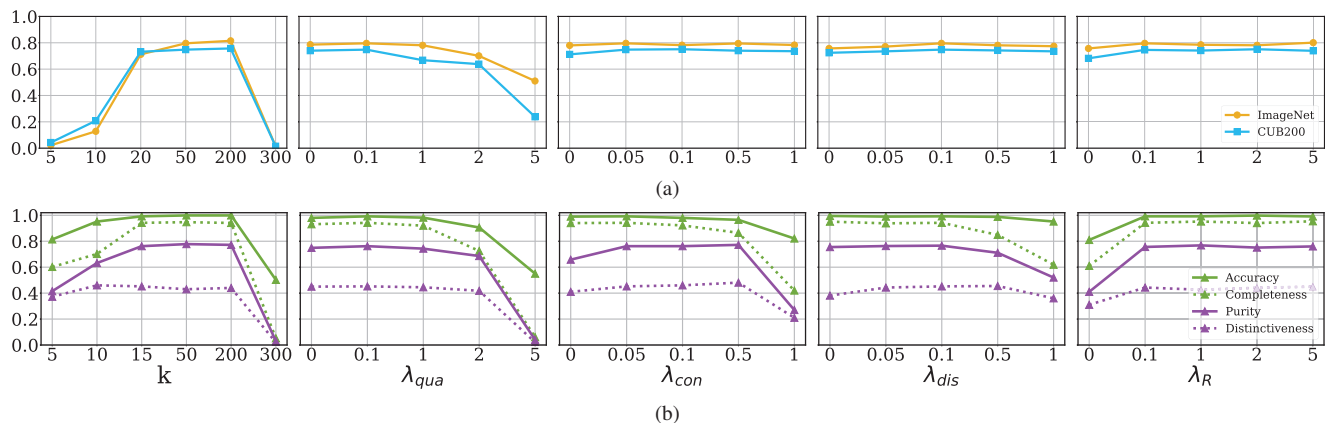 1.0
0.8
0.6
0.4
0.2
0.0
5 10 20 50 200 300
0 0.1 1 2 5
0 0.05 0.1 0.5 1
0 0.05 0.1 0.5 1
0 0.1 1 2 5
ImageNet
CUB200
(a)
1.0
0.8
0.6
0.4
0.2
0.0
5 10 15 50 200 300
0 0.1 1 2 5
0 0.05 0.1 0.5 1
0 0.05 0.1 0.5 1
0 0.1 1 2 5
Accuracy
Completeness
Purity
Distinctiveness
k
λqua
λcon
λdis
λR
(b)